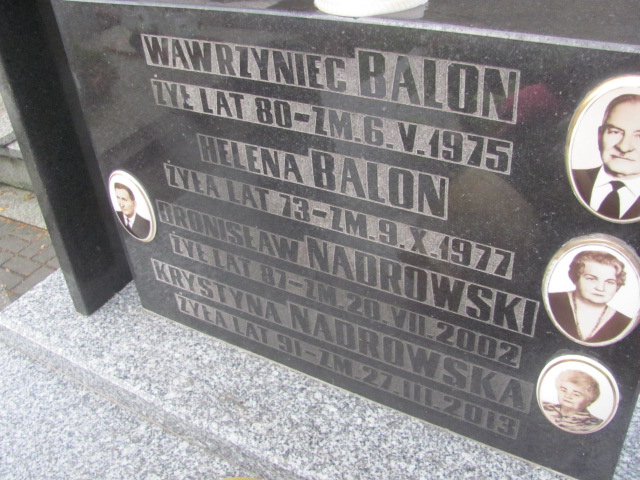 WAWRZYNIEC BALON
ŻYŁ LAT 80-ZM.6.V.1975
HELENA BALON
ŻYŁA LAT 73-ZM.9.X.1977
BRONISŁAW NADROWSKI
ŻYŁ LAT 87-ZM.20.VII.2002
KRYSTYNA NADROWSKA
ŻYŁA LAT 91-ZM.27.III.2013